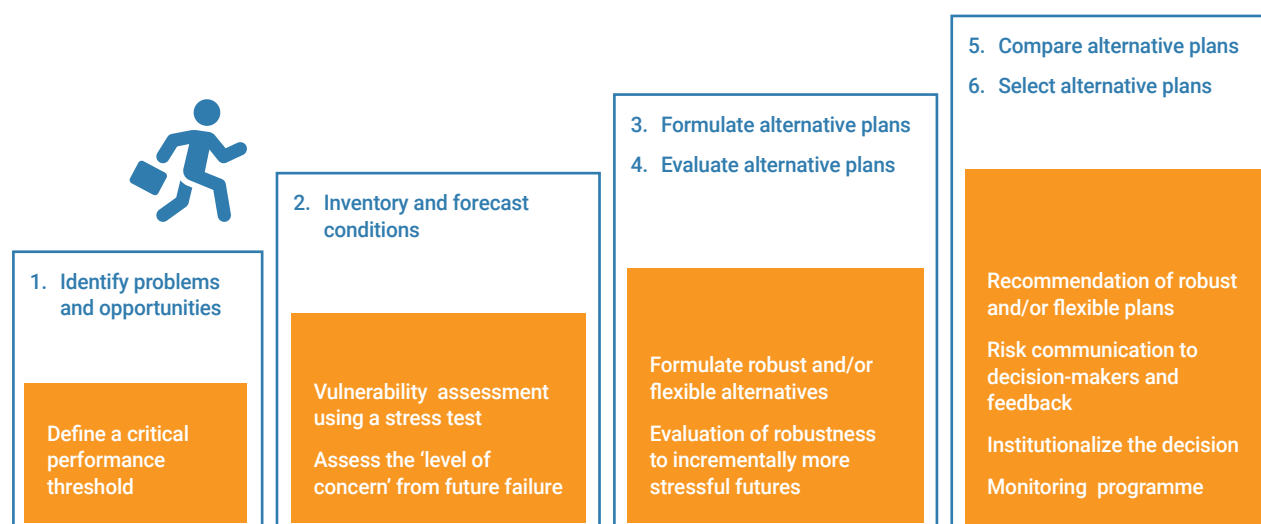 1. Identify problems
and opportunities
Define a critical
performance
threshold
2. Inventory and forecast
conditions
Vulnerability assessment
using a stress test
Assess the ‘level of
concern’ from future failure
3. Formulate alternative plans
4. Evaluate alternative plans
Formulate robust and/or
flexible alternatives
Evaluation of robustness
to incrementally more
stressful futures
5. Compare alternative plans
6. Select alternative plans
Recommendation of robust
and/or flexible plans
Risk communication to
decision-makers and
feedback
Institutionalize the decision
Monitoring programme